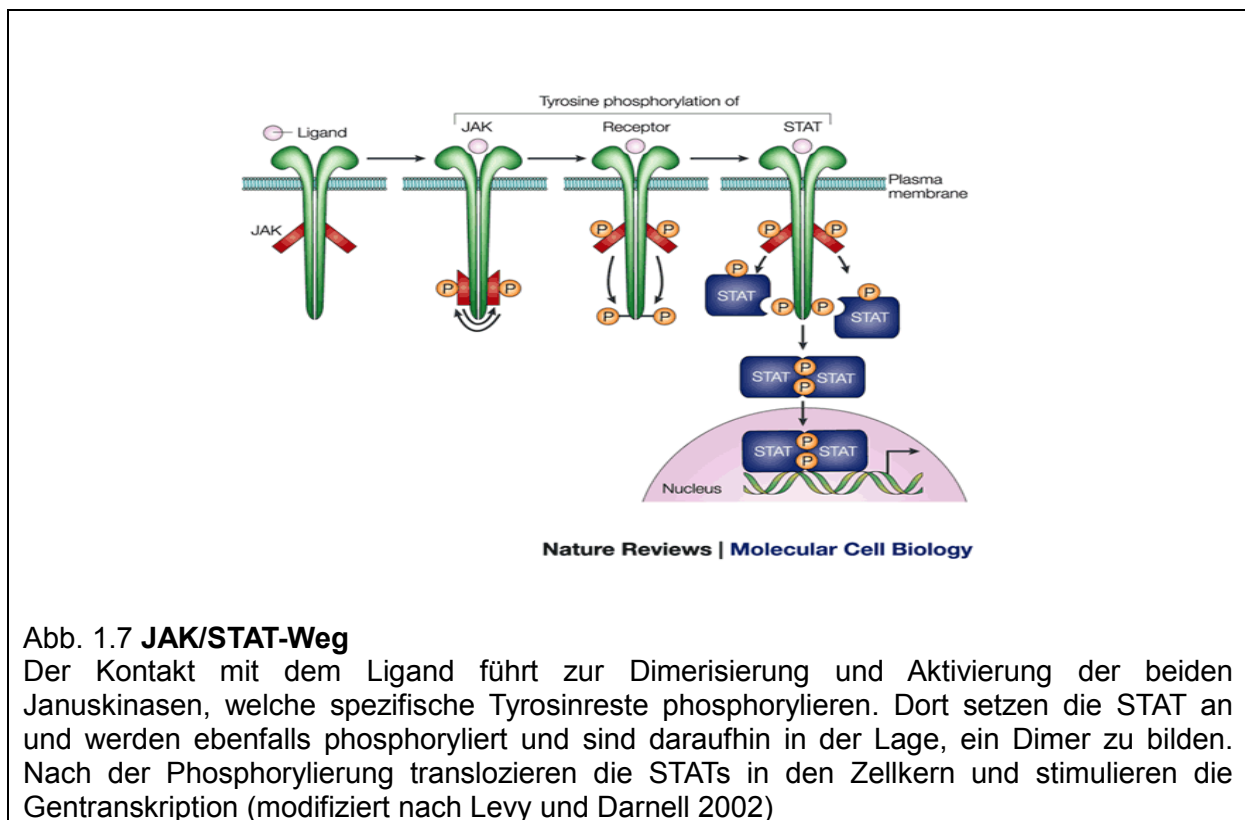 Tyrosine phosphorylation of
Ligand
JAK
Receptor
STAT
Plasma
membrane
JAK
P
P
P
P
P
P
P
P
P
P
STAT
P
P
P
STAT
STAT
P
P
STAT
STAT
P
P
STAT
Nucleus
Nature Reviews | Molecular Cell Biology
Abb. 1.7 JAK/STAT-Weg
Der Kontakt mit dem Ligand führt zur Dimerisierung und Aktivierung der beiden
Januskinasen, welche spezifische Tyrosinreste phosphorylieren. Dort setzen die STAT an
und werden ebenfalls phosphoryliert und sind daraufhin in der Lage, ein Dimer zu bilden.
Nach der Phosphorylierung translozieren die STATs in den Zellkern und stimulieren die
Gentranskription (modifiziert nach Levy und Darnell 2002)